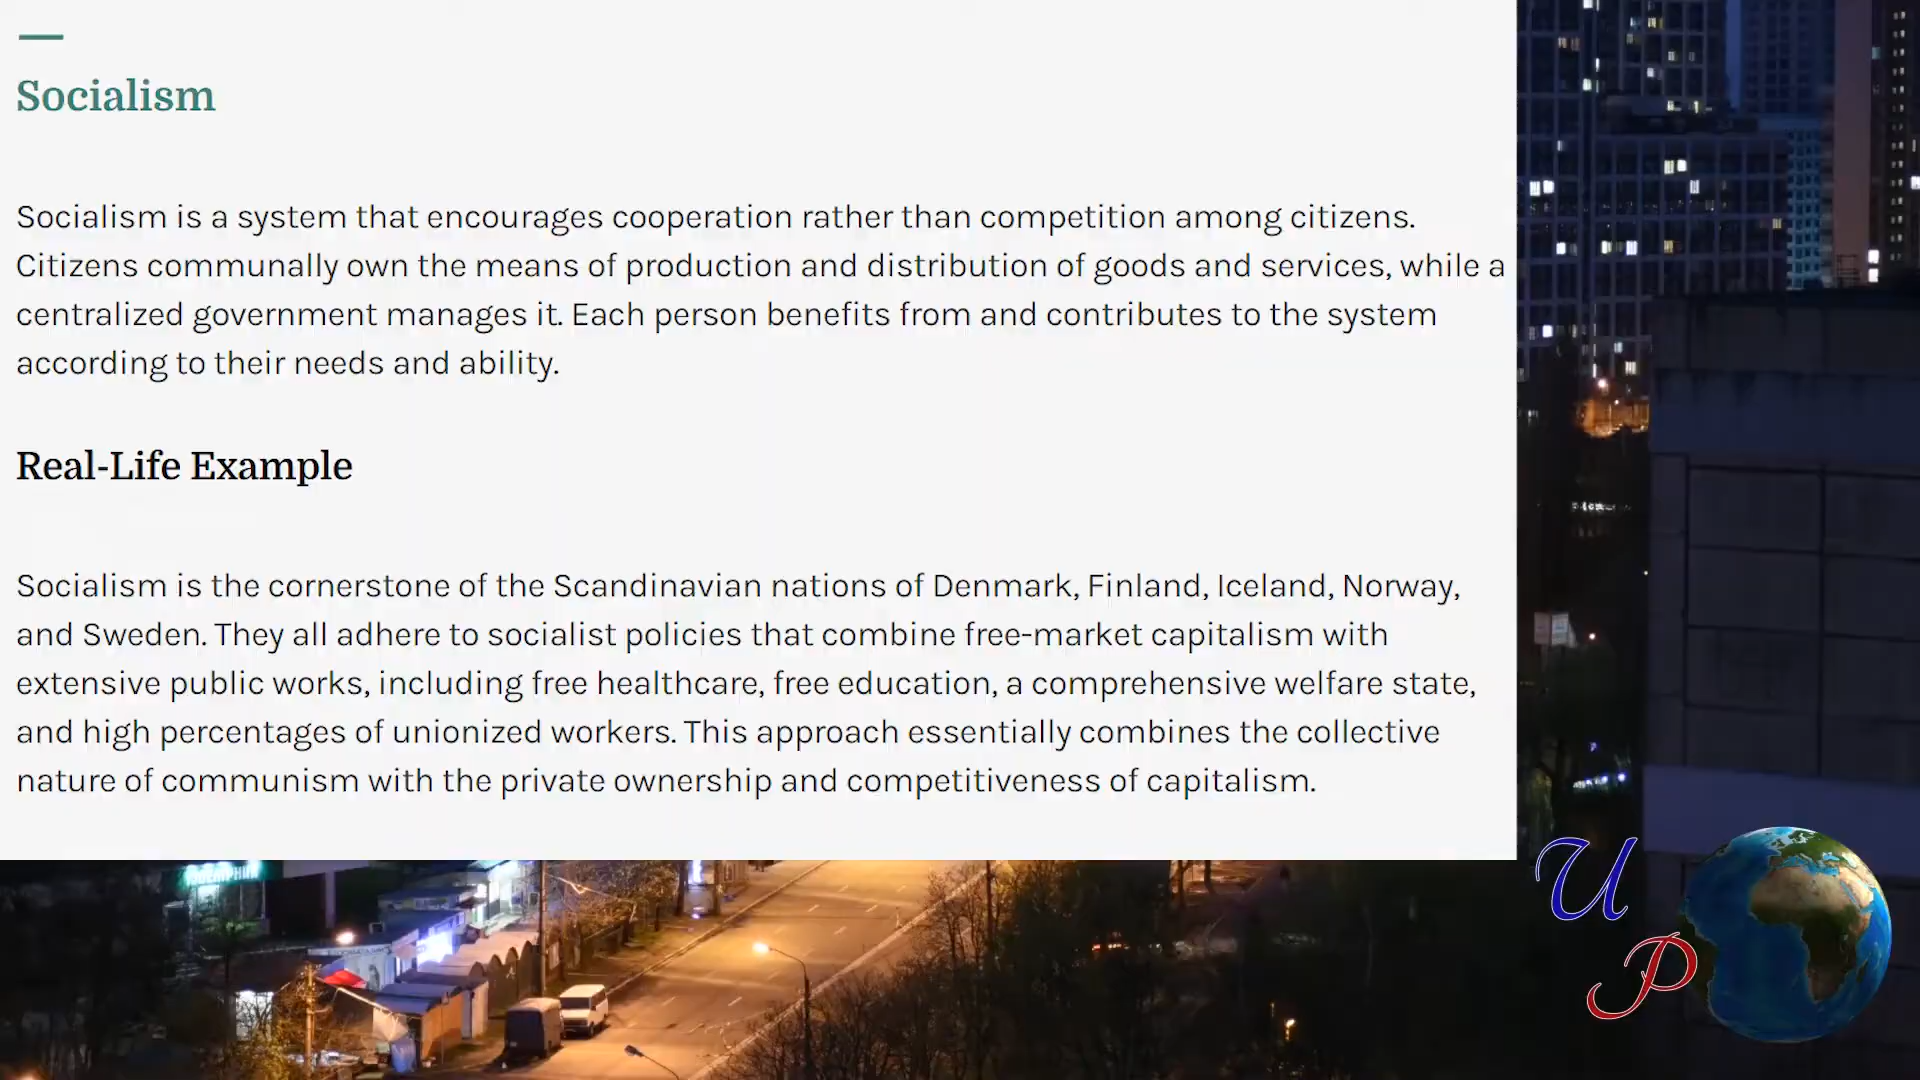 Socialism
Socialism is a system that encourages cooperation rather than competition among citizens.
Citizens communally own the means of production and distribution of goods and services, while a
centralized government manages it. Each person benefits from and contributes to the system
according to their needs and ability.
Real-Life Example
Socialism is the cornerstone of the Scandinavian nations of Denmark, Finland, Iceland, Norway,
and Sweden. They all adhere to socialist policies that combine free-market capitalism with
extensive public works, including free healthcare, free education, a comprehensive welfare state,
and high percentages of unionized workers. This approach essentially combines the collective
nature of communism with the private ownership and competitiveness of capitalism.
U
P